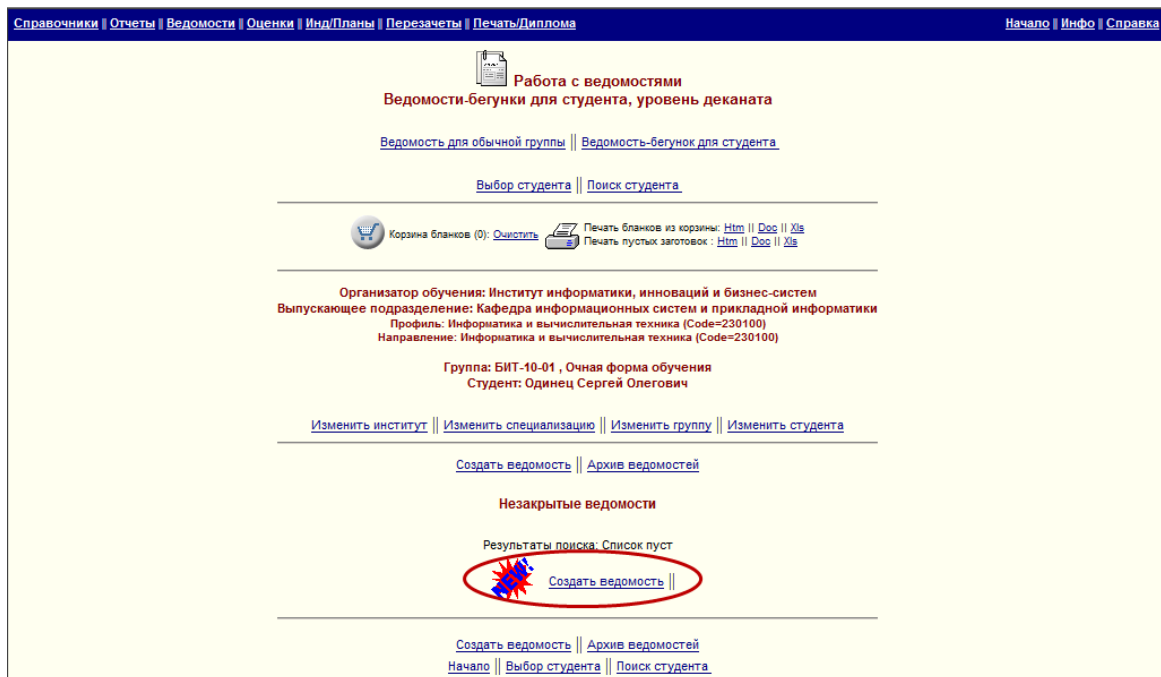 Справочники || Отчеты || Ведомости || Оценки || Инд/Планы || Перезачеты || Печать/Диплома
Начало || Инфо || Справка
Работа с ведомостями
Ведомости-бегунки для студента, уровень деканата
Ведомость для обычной группы || Ведомость-бегунок для студента
Выбор студента || Поиск студента
Корзина бланков (0): Очистить
Печать бланков из корзины: Htm || Doc || Xls
Печать пустых заготовок : Htm || Doc || Xls
Организатор обучения: Институт информатики, инноваций и бизнес-систем
Выпускающее подразделение: Кафедра информационных систем и прикладной информатики
Профиль: Информатика и вычислительная техника (Code=230100)
Направление: Информатика и вычислительная техника (Code=230100)
Группа: БИТ-10-01 , Очная форма обучения
Студент: Одинец Сергей Олегович
Изменить институт || Изменить специализацию || Изменить группу || Изменить студента
Создать ведомость || Архив ведомостей
Незакрытые ведомости
Результаты поиска: Список пуст
NEW! Создать ведомость ||
Создать ведомость || Архив ведомостей
Начало || Выбор студента || Поиск студента